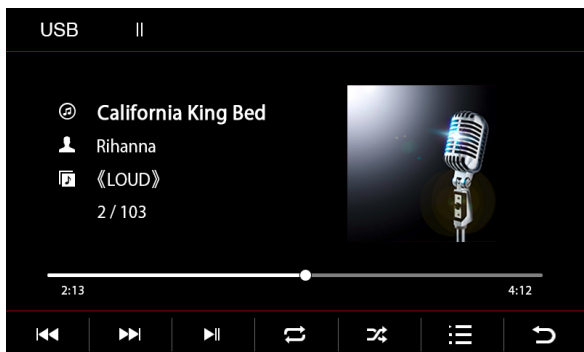 USB
California King Bed
Rihanna
《LOUD》
2 / 103
2:13
4:12